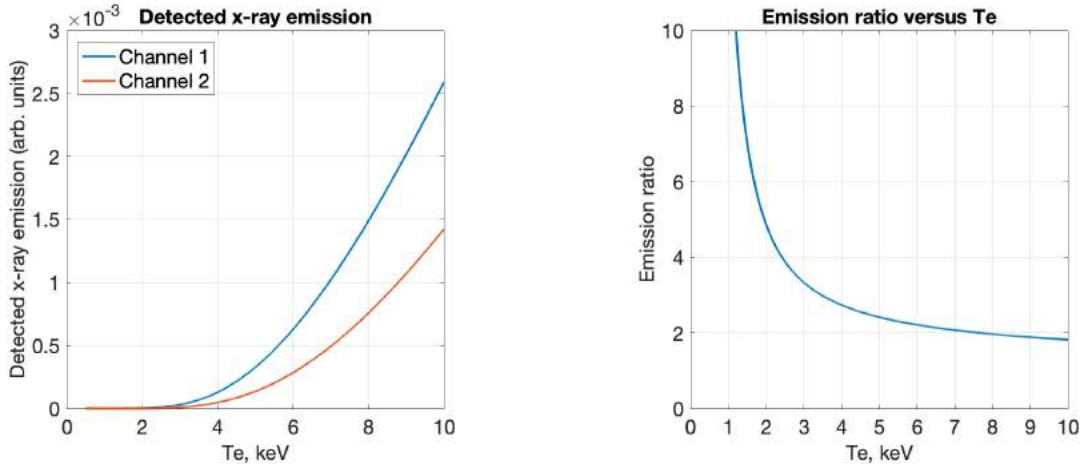 ×10⁻³
Detected x-ray emission
3
2.5
2
1.5
1
0.5
0
Detected x-ray emission (arb. units)
Channel 1
Channel 2
0 2 4 6 8 10
Te, keV
Emission ratio versus Te
10
8
6
4
2
0
Emission ratio
0 1 2 3 4 5 6 7 8 9 10
Te, keV